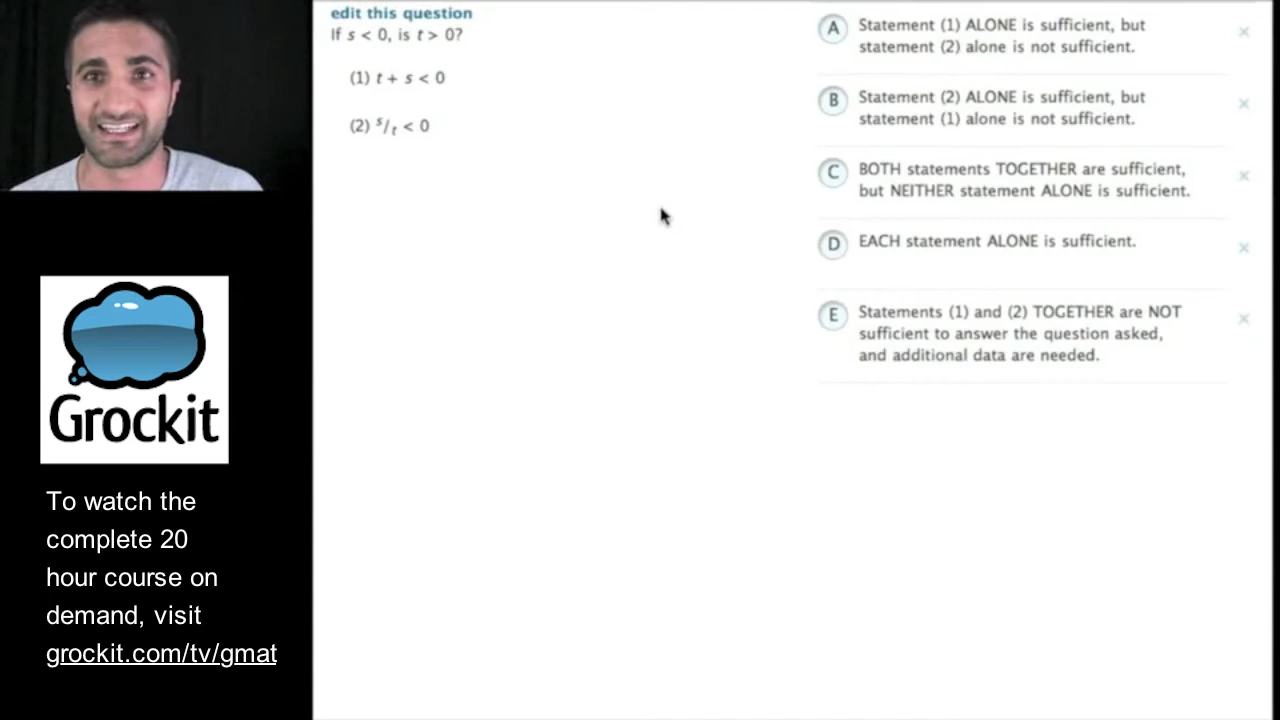 edit this question
If s < 0, is t > 0?
(1) t + s < 0
(2) s/t < 0
A Statement (1) ALONE is sufficient, but
statement (2) alone is not sufficient.
B Statement (2) ALONE is sufficient, but
statement (1) alone is not sufficient.
C BOTH statements TOGETHER are sufficient,
but NEITHER statement ALONE is sufficient.
D EACH statement ALONE is sufficient.
E Statements (1) and (2) TOGETHER are NOT
sufficient to answer the question asked,
and additional data are needed.
Grockit
To watch the
complete 20
hour course on
demand, visit
grockit.com/tv/gmat